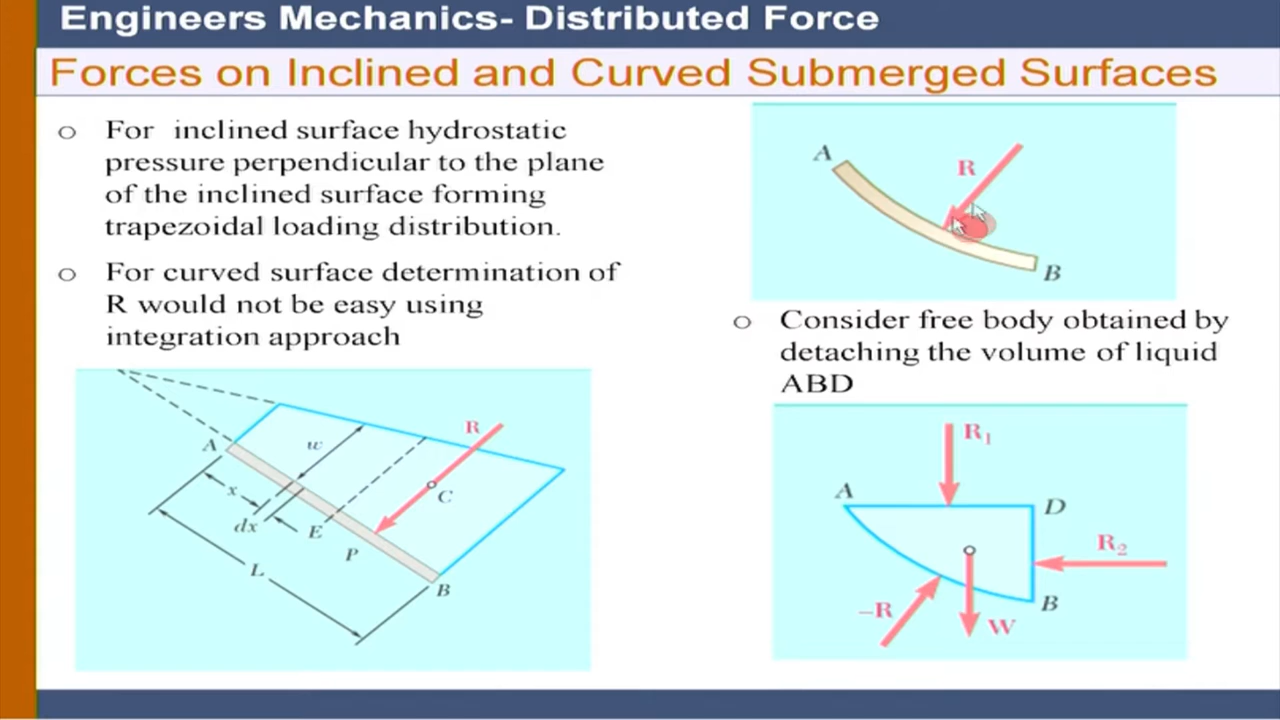 Engineers Mechanics- Distributed Force
Forces on Inclined and Curved Submerged Surfaces
o For inclined surface hydrostatic
pressure perpendicular to the plane
of the inclined surface forming
trapezoidal loading distribution.
o For curved surface determination of
R would not be easy using
integration approach
A
w
R
x
C
dx
E
P
L
B
A
R
B
o Consider free body obtained by
detaching the volume of liquid
ABD
R₁
A
D
R₂
B
–R
W